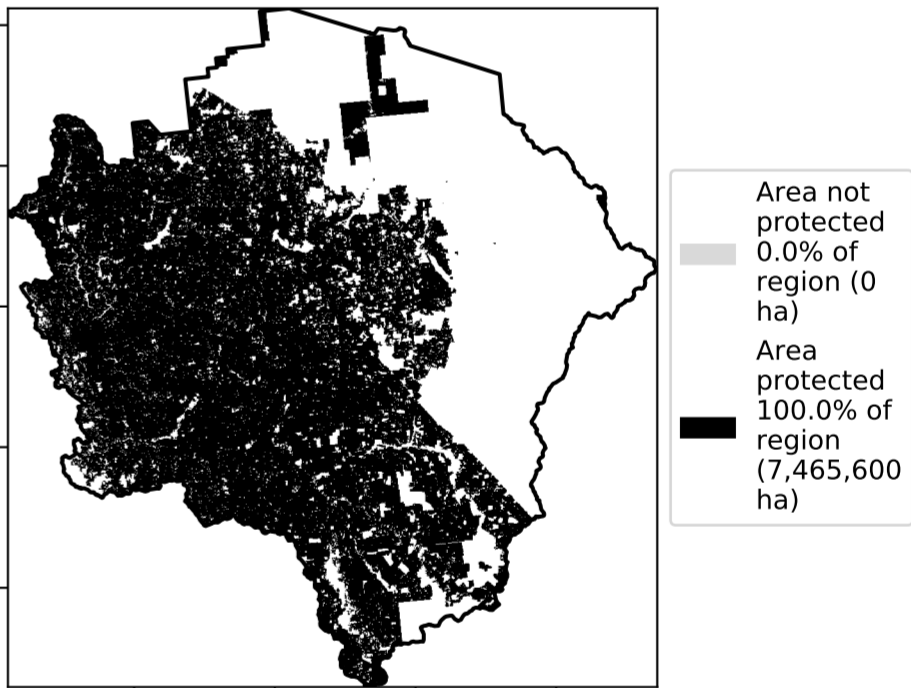 Area not
protected
0.0% of
region (0
ha)
Area
protected
100.0% of
region
(7,465,600
ha)